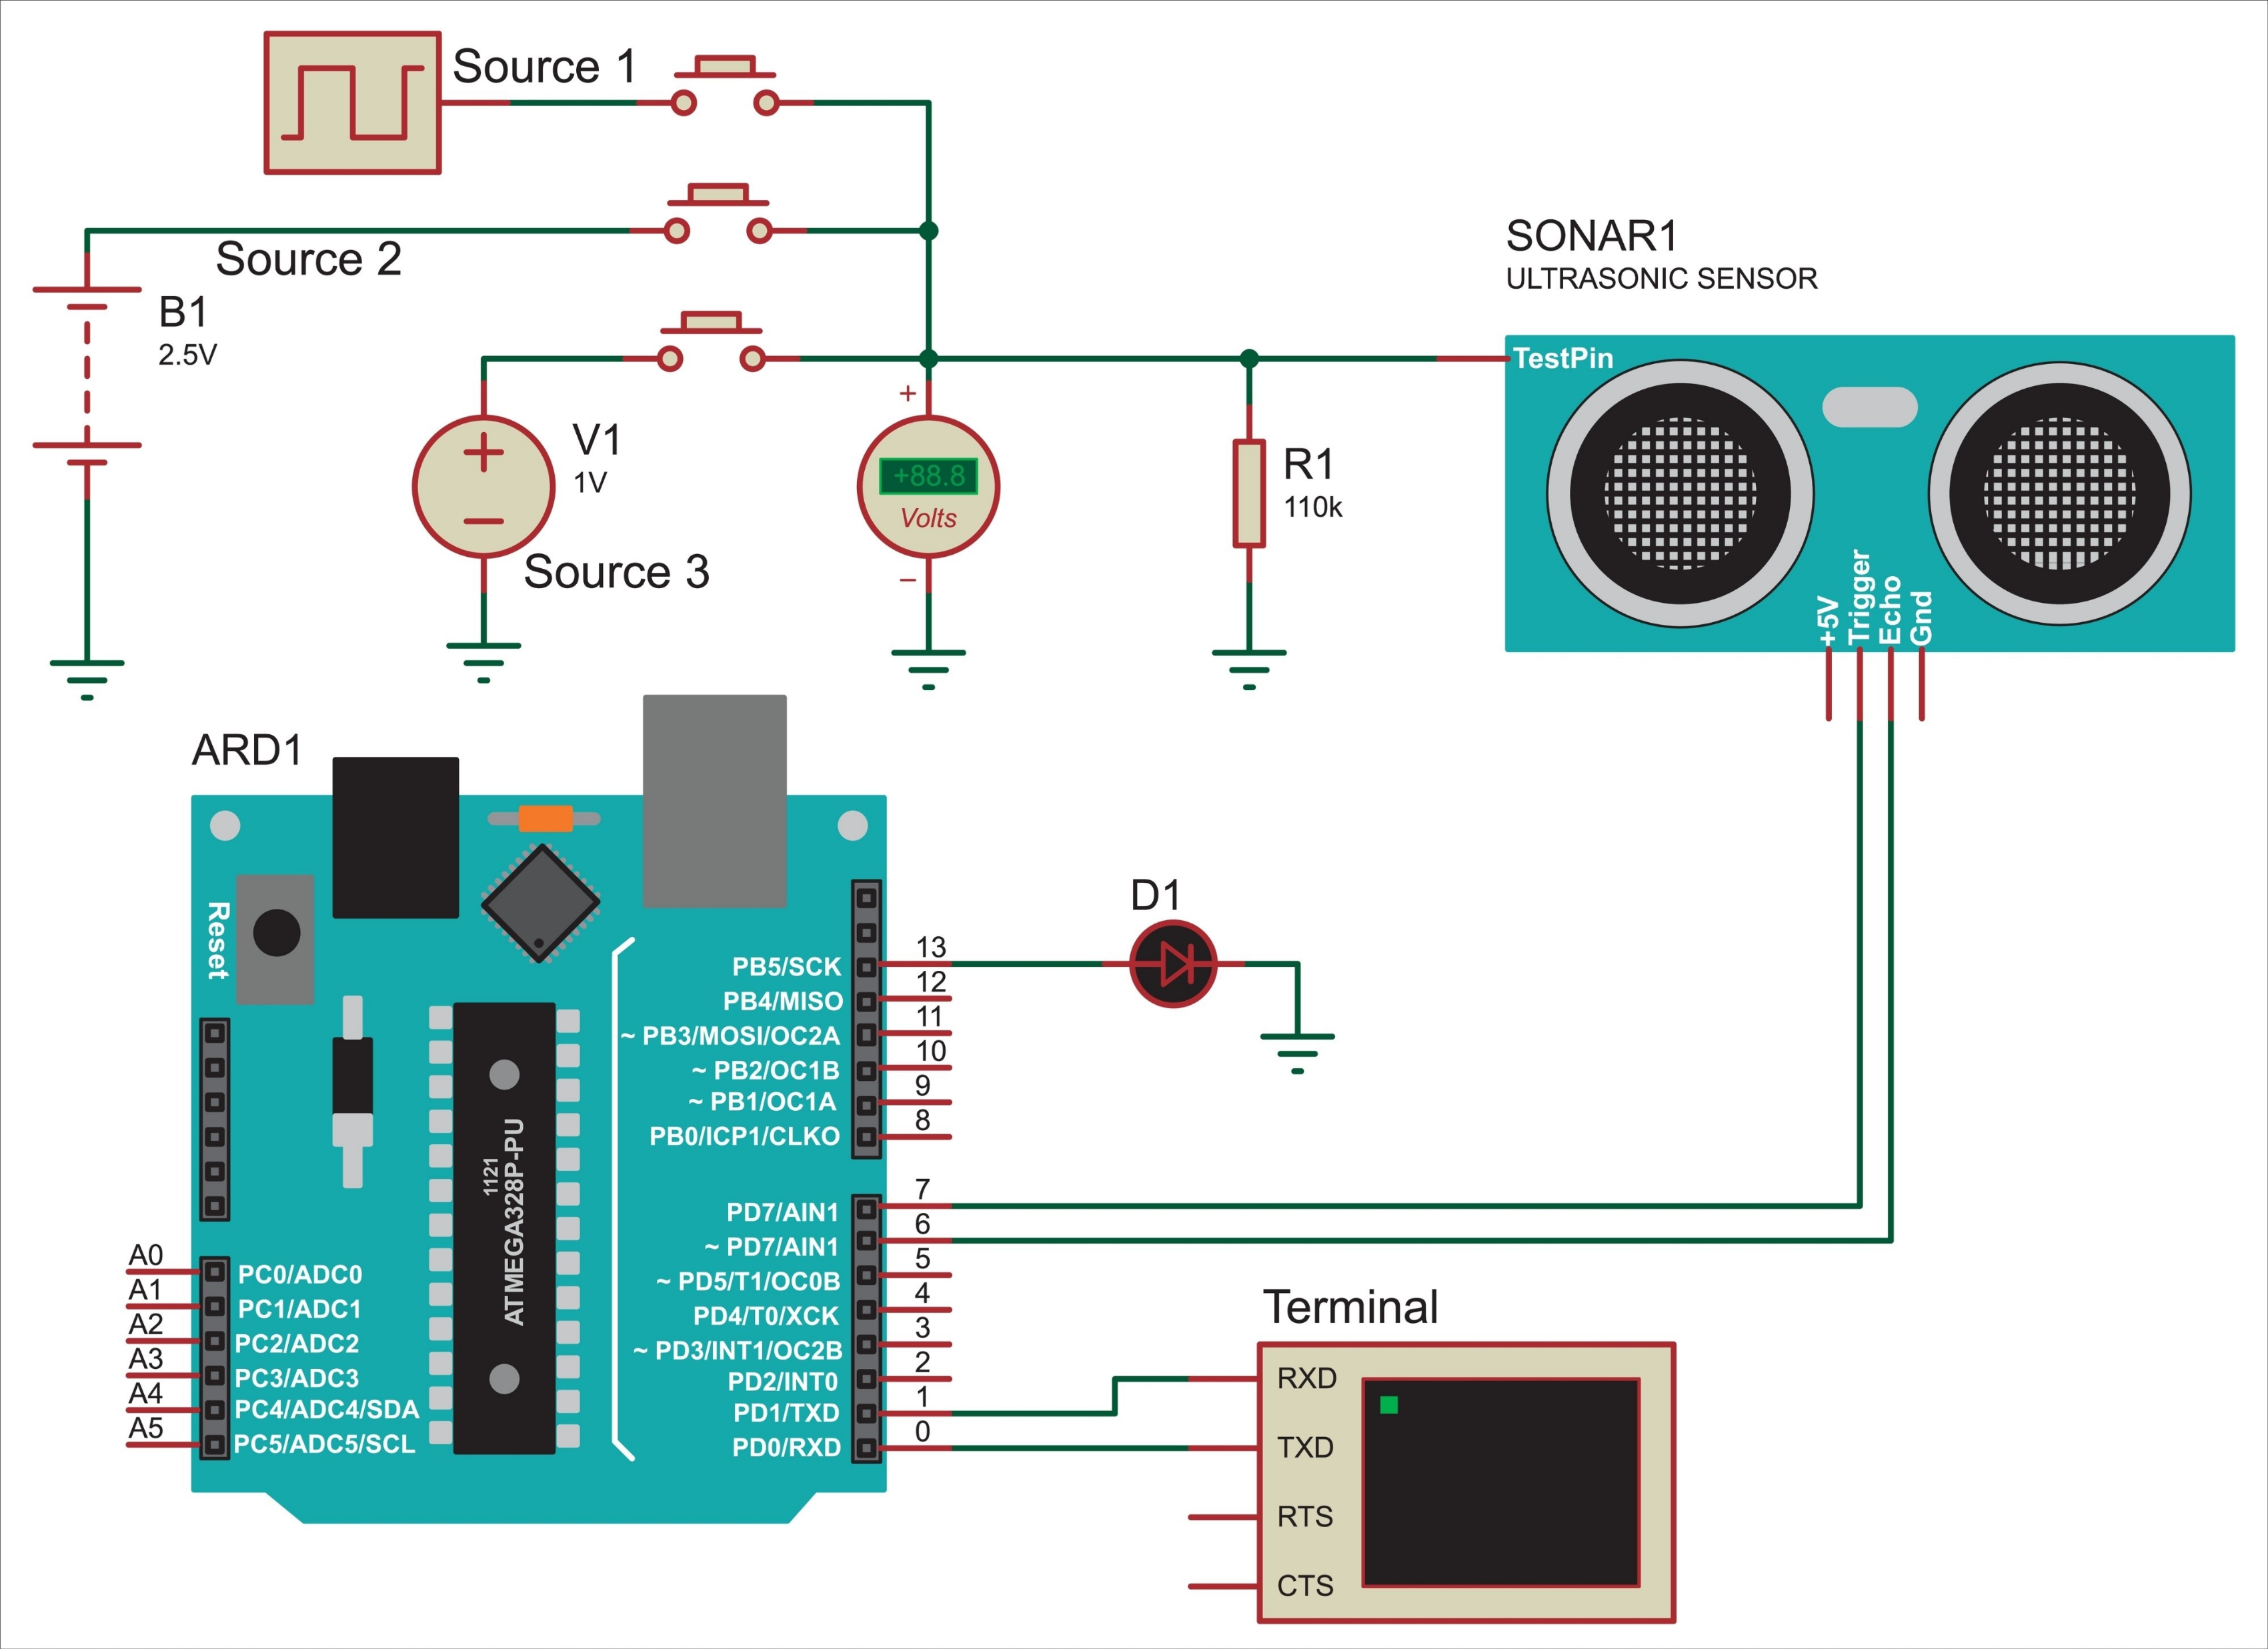 Source 1
Source 2
B1
2.5V
V1
1V
Source 3
+
+88.8
Volts
−
R1
110k
SONAR1
ULTRASONIC SENSOR
TestPin
+5V
Trigger
Echo
Gnd
ARD1
Reset
1121
ATMEGA328P-PU
PB5/SCK 13
PB4/MISO 12
~ PB3/MOSI/OC2A 11
~ PB2/OC1B 10
~ PB1/OC1A 9
PB0/ICP1/CLKO 8
PD7/AIN1 7
~ PD7/AIN1 6
~ PD5/T1/OC0B 5
PD4/T0/XCK 4
~ PD3/INT1/OC2B 3
PD2/INT0 2
PD1/TXD 1
PD0/RXD 0
A0 PC0/ADC0
A1 PC1/ADC1
A2 PC2/ADC2
A3 PC3/ADC3
A4 PC4/ADC4/SDA
A5 PC5/ADC5/SCL
D1
Terminal
RXD
TXD
RTS
CTS